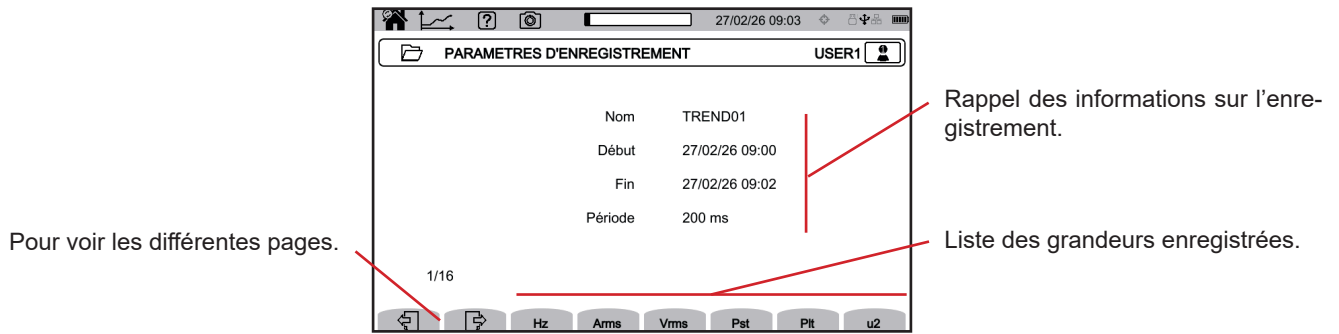 27/02/26 09:03
PARAMETRES D'ENREGISTREMENT
USER1
Nom TREND01
Début 27/02/26 09:00
Fin 27/02/26 09:02
Période 200 ms
Rappel des informations sur l'enre-
gistrement.
Pour voir les différentes pages.
Liste des grandeurs enregistrées.
1/16
Hz Arms Vrms Pst Plt u2